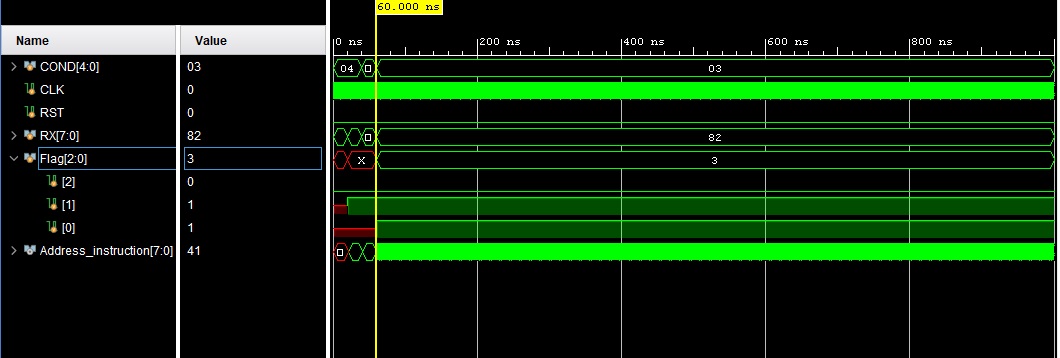 60.000 ns
Name Value
0 ns 200 ns 400 ns 600 ns 800 ns
COND[4:0] 03 04 03
CLK 0
RST 0
RX[7:0] 82 82
Flag[2:0] 3 X 3
[2] 0
[1] 1
[0] 1
Address_instruction[7:0] 41